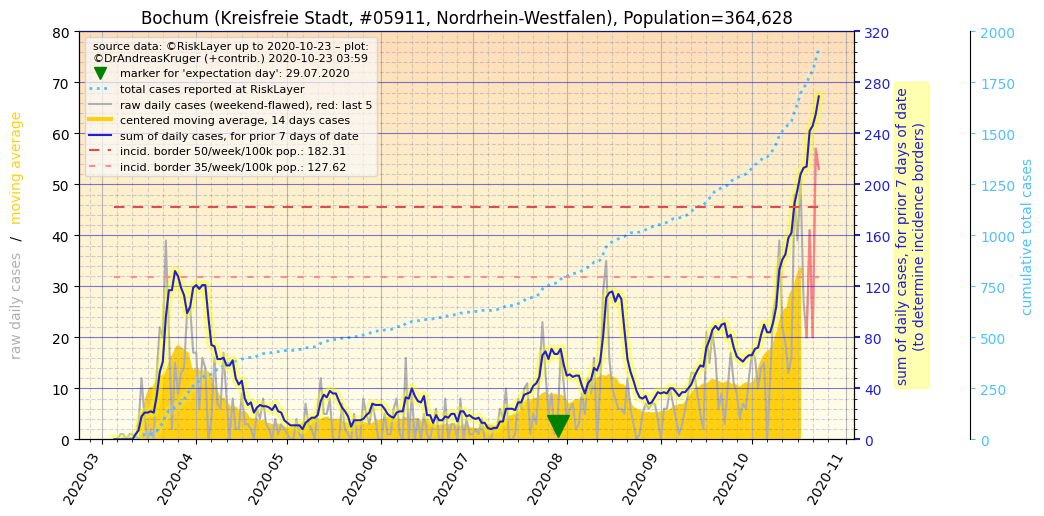 Bochum (Kreisfreie Stadt, #05911, Nordrhein-Westfalen), Population=364,628
source data: ©RiskLayer up to 2020-10-23 – plot:
©DrAndreasKruger (+contrib.) 2020-10-23 03:59
marker for 'expectation day': 29.07.2020
total cases reported at RiskLayer
raw daily cases (weekend-flawed), red: last 5
centered moving average, 14 days cases
sum of daily cases, for prior 7 days of date
incid. border 50/week/100k pop.: 182.31
incid. border 35/week/100k pop.: 127.62
raw daily cases / moving average
80
70
60
50
40
30
20
10
0
320
280
240
200
160
120
80
40
0
sum of daily cases, for prior 7 days of date
(to determine incidence borders)
2000
1750
1500
1250
1000
750
500
250
0
cumulative total cases
2020-03
2020-04
2020-05
2020-06
2020-07
2020-08
2020-09
2020-10
2020-11